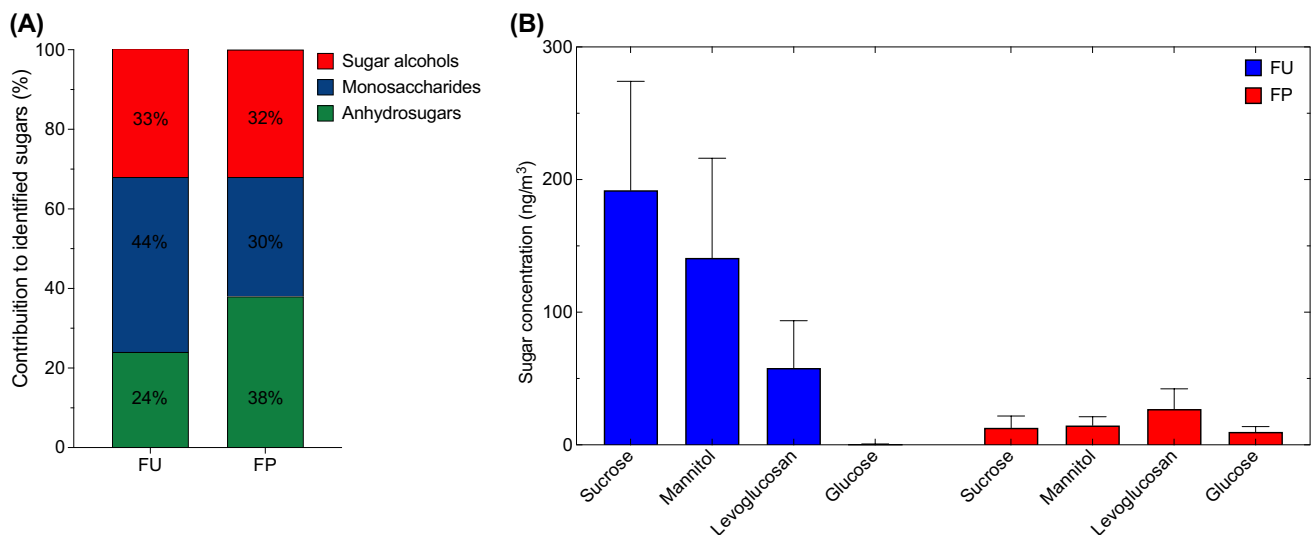 (A)
Contribuition to identified sugars (%)
100
80
60
40
20
0
33%
44%
24%
32%
30%
38%
FU
FP
Sugar alcohols
Monosaccharides
Anhydrosugars
(B)
Sugar concentration (ng/m³)
300
200
100
0
FU
FP
Sucrose
Mannitol
Levoglucosan
Glucose
Sucrose
Mannitol
Levoglucosan
Glucose